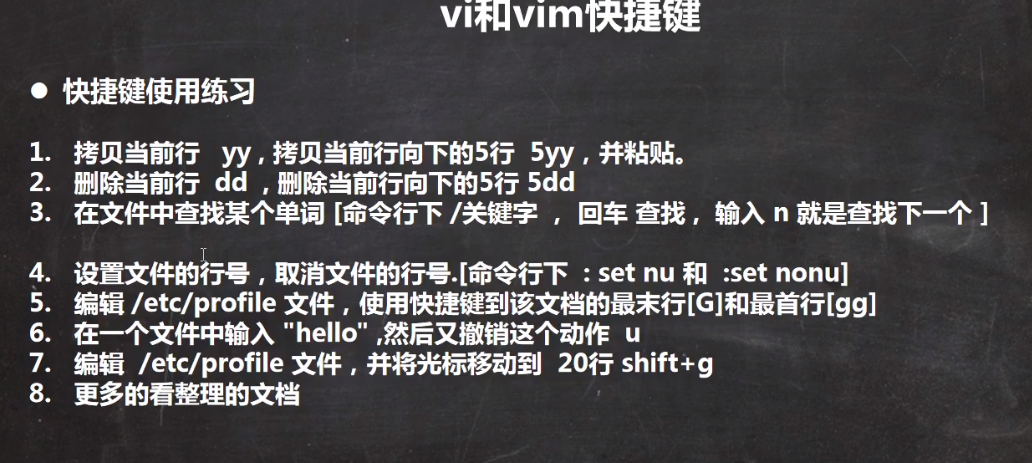 vi和vim快捷键
● 快捷键使用练习
1. 拷贝当前行 yy , 拷贝当前行向下的5行 5yy，并粘贴。
2. 删除当前行 dd , 删除当前行向下的5行 5dd
3. 在文件中查找某个单词 [命令行下 /关键字 ， 回车 查找 ,  输入 n 就是查找下一个 ]
4. 设置文件的行号，取消文件的行号.[命令行下 : set nu 和 :set nonu]
5. 编辑 /etc/profile 文件，使用快捷键到该文档的最末行[G]和最首行[gg]
6. 在一个文件中输入 "hello" ,然后又撤销这个动作 u
7. 编辑 /etc/profile 文件，并将光标移动到 20行 shift+g
8. 更多的看整理的文档